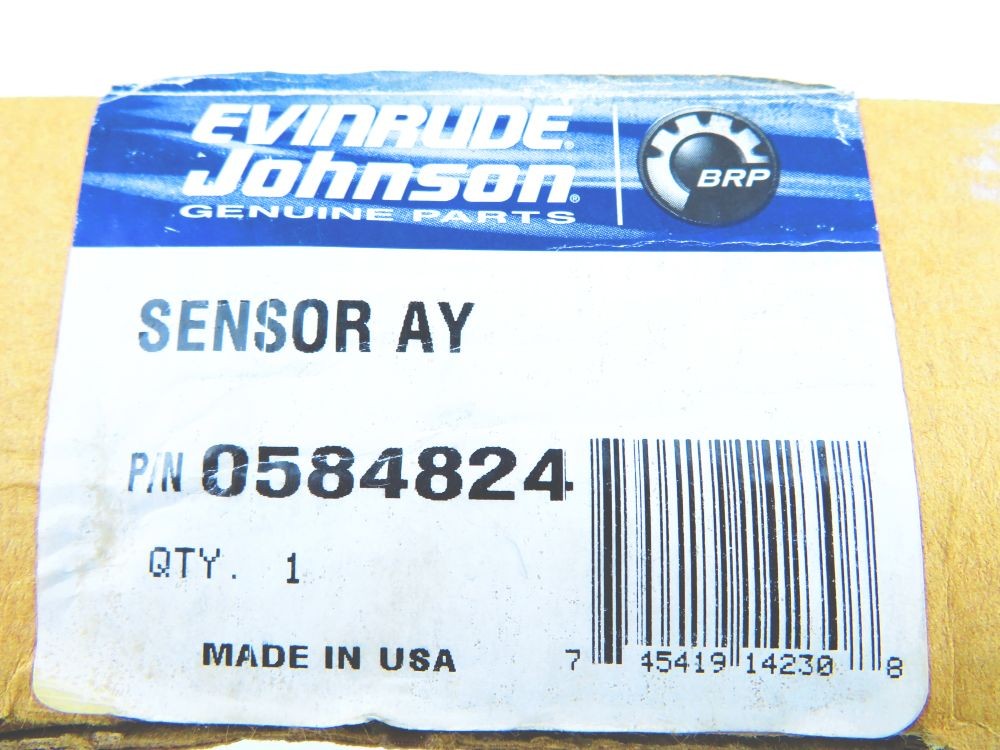 EVINRUDE®
Johnson®
GENUINE PARTS
BRP
SENSOR AY
P/N 0584824
QTY. 1
MADE IN USA
7 45419 14230 8